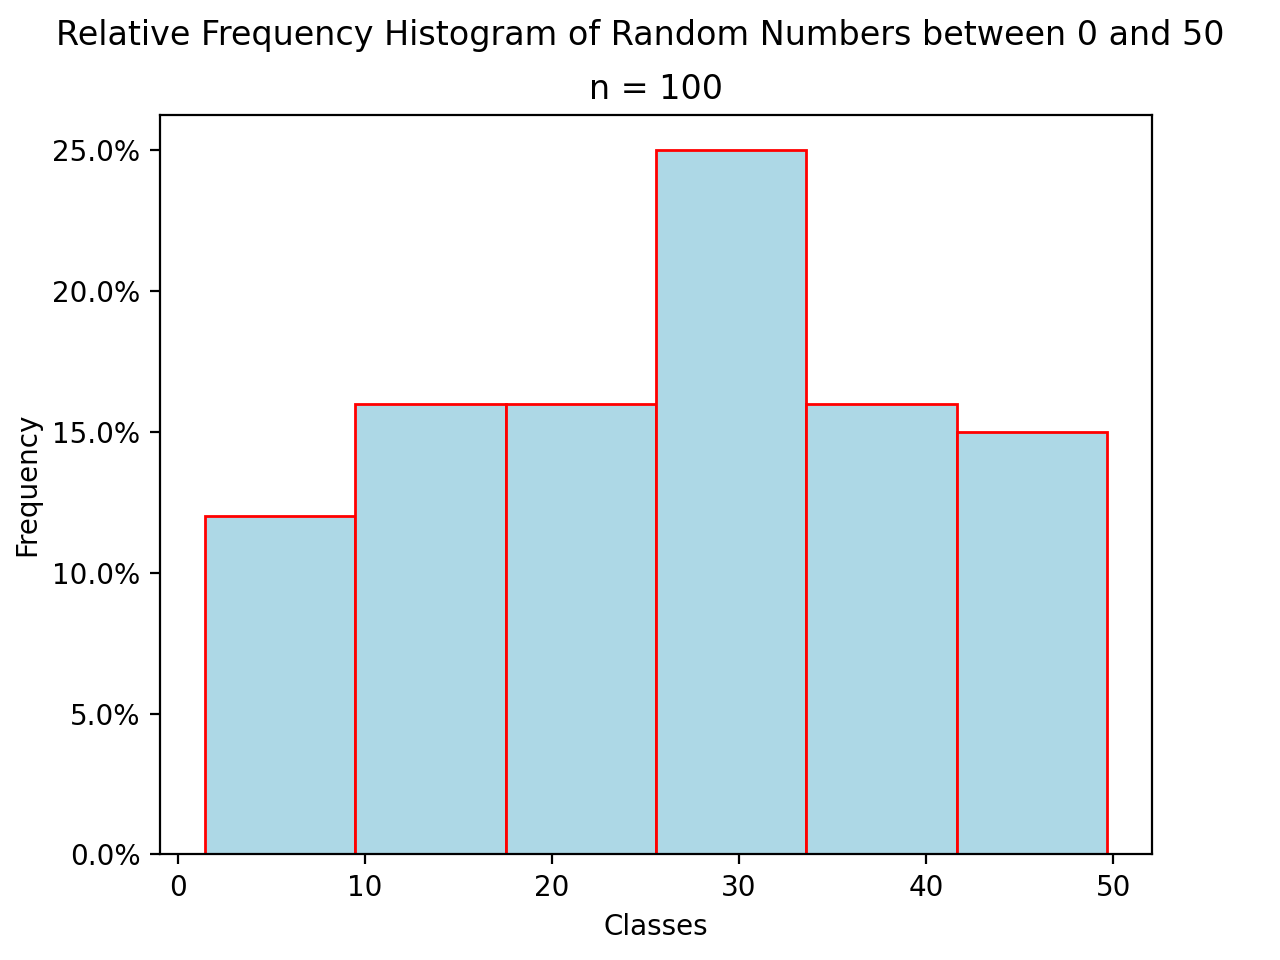 Relative Frequency Histogram of Random Numbers between 0 and 50
n = 100
25.0%
20.0%
15.0%
10.0%
5.0%
0.0%
Frequency
0 10 20 30 40 50
Classes